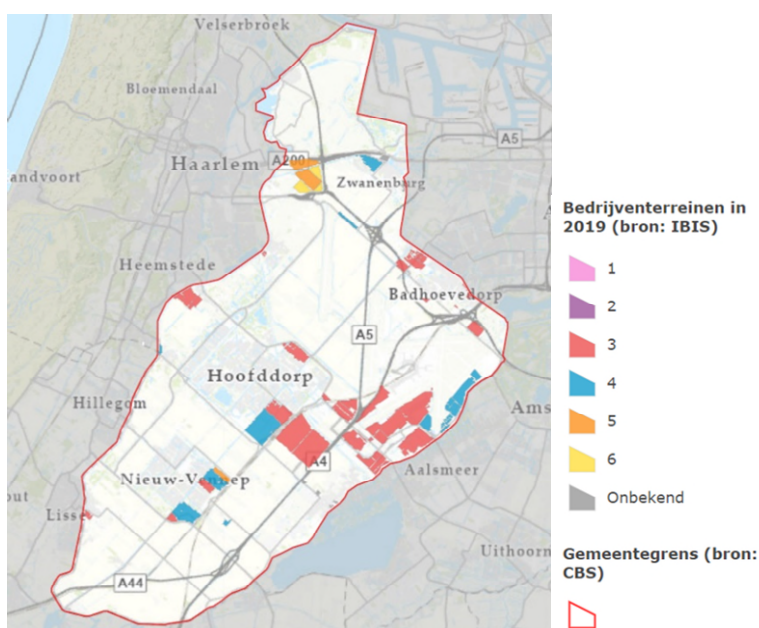 Velserbroek
Bloemendaal
A5
Haarlem
A200
andvoort
Zwanenburg
Heemstede
Badhoevedorp
A5
Hoofddorp
Hillegom
Ams
A4
Aalsmeer
Nieuw-Vennep
out
Lisse
Uithoorn
A44
Bedrijventerreinen in
2019 (bron: IBIS)
1
2
3
4
5
6
Onbekend
Gemeentegrens (bron:
CBS)